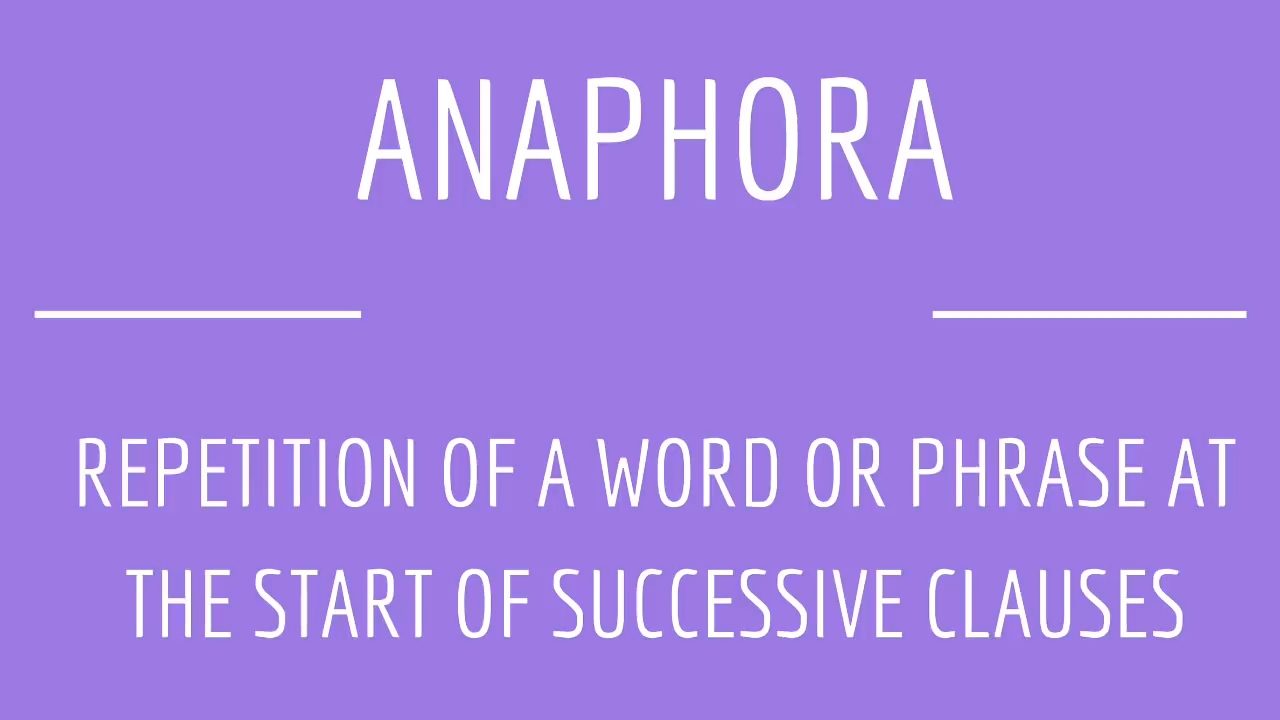 ANAPHORA
REPETITION OF A WORD OR PHRASE AT
THE START OF SUCCESSIVE CLAUSES